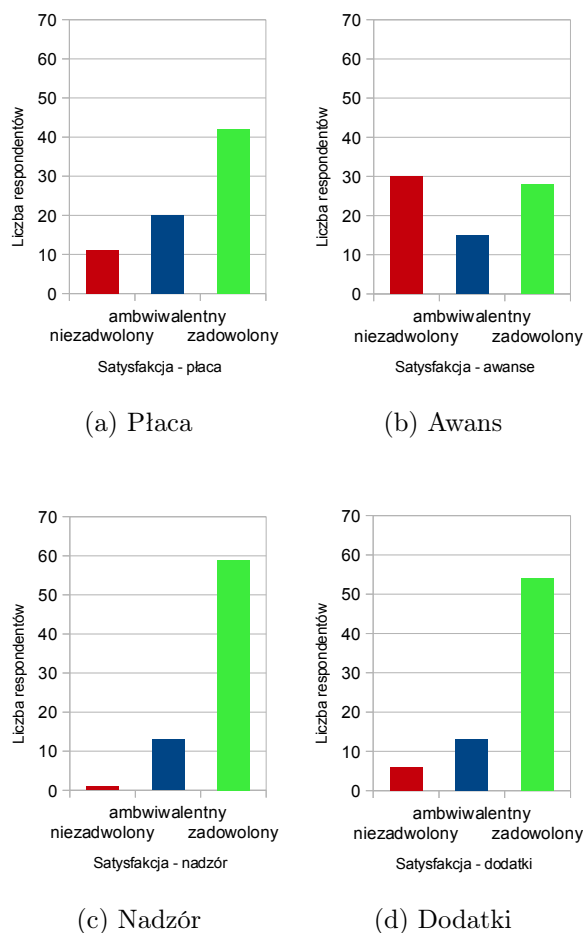 70
60
50
40
30
20
10
0
Liczba respondentów
ambwiwalentny
niezadwolony zadowolony
Satysfakcja - płaca
(a) Płaca
70
60
50
40
30
20
10
0
Liczba respondentów
ambwiwalentny
niezadwolony zadowolony
Satysfakcja - awanse
(b) Awans
70
60
50
40
30
20
10
0
Liczba respondentów
ambwiwalentny
niezadwolony zadowolony
Satysfakcja - nadzór
(c) Nadzór
70
60
50
40
30
20
10
0
Liczba respondentów
ambwiwalentny
niezadwolony zadowolony
Satysfakcja - dodatki
(d) Dodatki